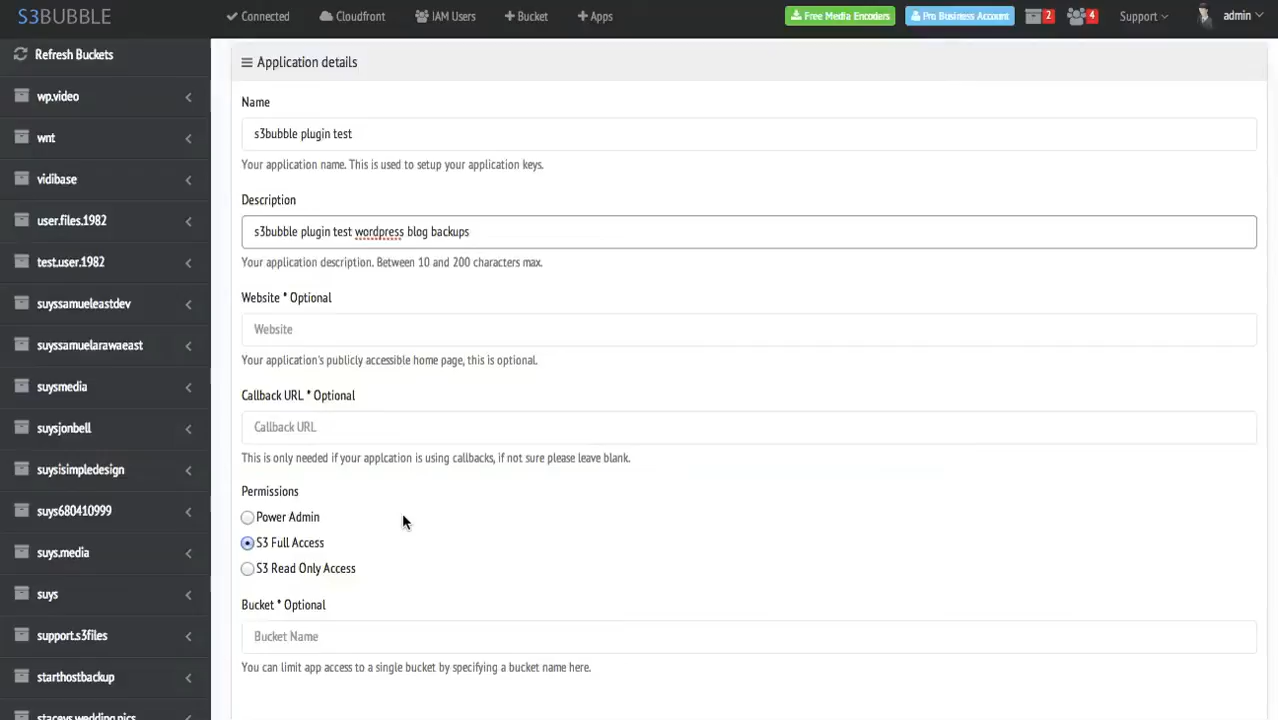 S3BUBBLE
Connected
Cloudfront
IAM Users
Bucket
Apps
Free Media Encoders
Pro Business Account
2
4
Support
admin
Refresh Buckets
wp.video
wnt
vidibase
user.files.1982
test.user.1982
suyssamueleastdev
suyssamuelarawaeast
suysmedia
suysjonbell
suysisimpledesign
suys680410999
suys.media
suys
support.s3files
starthostbackup
staceys.wedding.pics
Application details
Name
s3bubble plugin test
Your application name. This is used to setup your application keys.
Description
s3bubble plugin test wordpress blog backups
Your application description. Between 10 and 200 characters max.
Website * Optional
Website
Your application's publicly accessible home page, this is optional.
Callback URL * Optional
Callback URL
This is only needed if your applcation is using callbacks, if not sure please leave blank.
Permissions
Power Admin
S3 Full Access
S3 Read Only Access
Bucket * Optional
Bucket Name
You can limit app access to a single bucket by specifying a bucket name here.